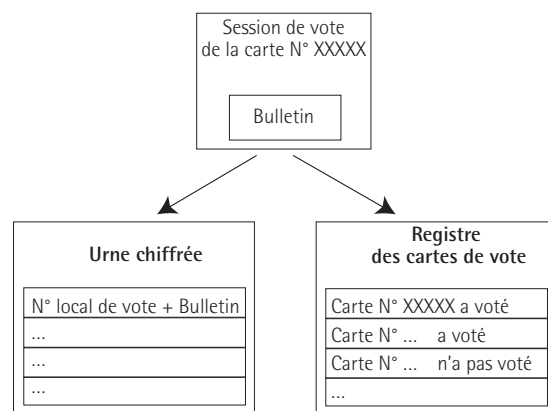 Session de vote
de la carte N° XXXXX
Bulletin
Urne chiffrée
N° local de vote + Bulletin
...
...
...
Registre
des cartes de vote
Carte N° XXXXX a voté
Carte N° ... a voté
Carte N° ... n'a pas voté
...